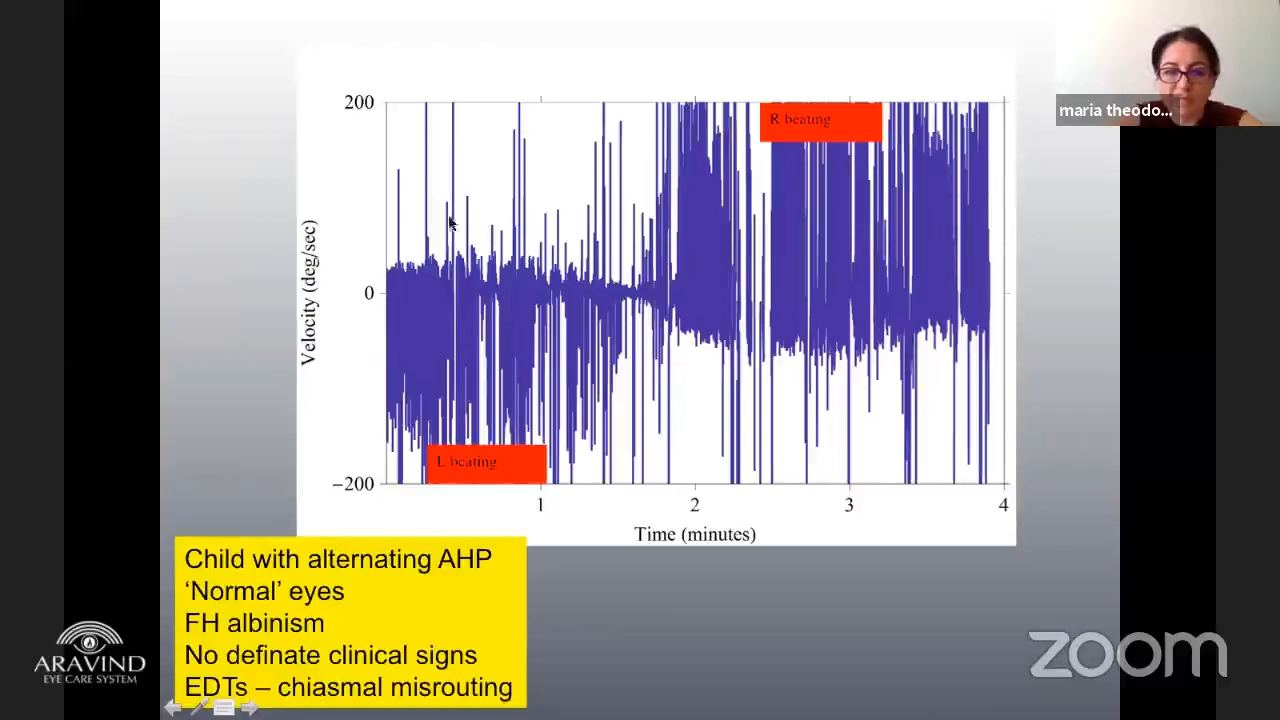 maria theodo...
200
R beating
Velocity (deg/sec)
0
L beating
−200
1
2
3
4
Time (minutes)
Child with alternating AHP
‘Normal’ eyes
FH albinism
No definate clinical signs
EDTs – chiasmal misrouting
ARAVIND
EYE CARE SYSTEM
zoom